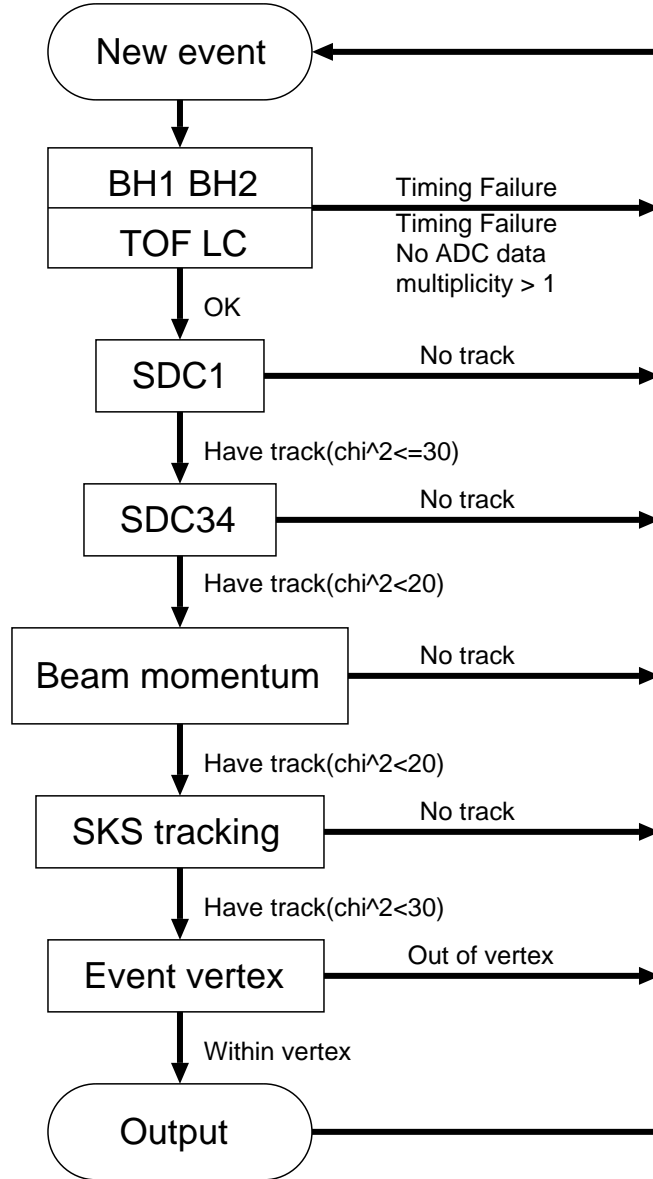 New event
BH1 BH2
Timing Failure
TOF LC
Timing Failure
No ADC data
multiplicity > 1
OK
SDC1
No track
Have track(chi^2<=30)
SDC34
No track
Have track(chi^2<20)
Beam momentum
No track
Have track(chi^2<20)
SKS tracking
No track
Have track(chi^2<30)
Event vertex
Out of vertex
Within vertex
Output